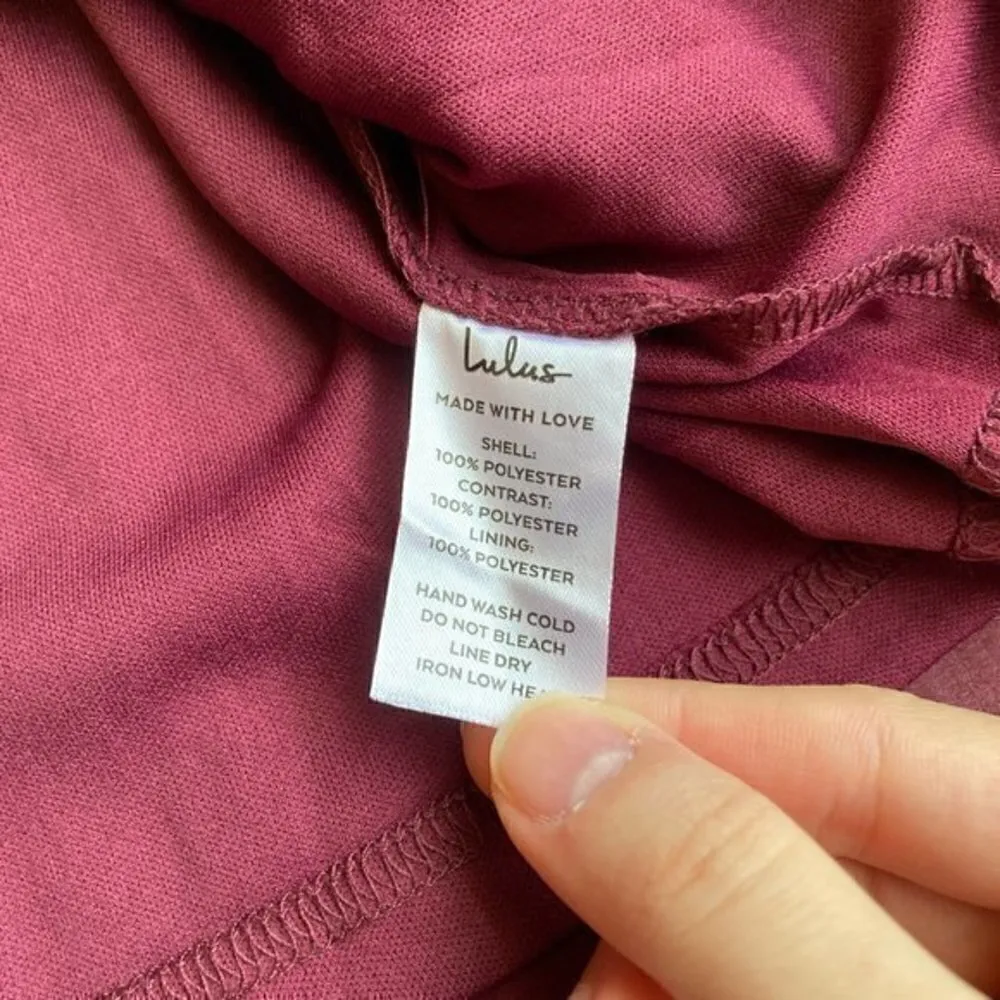 Lulus
MADE WITH LOVE
SHELL:
100% POLYESTER
CONTRAST:
100% POLYESTER
LINING:
100% POLYESTER
HAND WASH COLD
DO NOT BLEACH
LINE DRY
IRON LOW